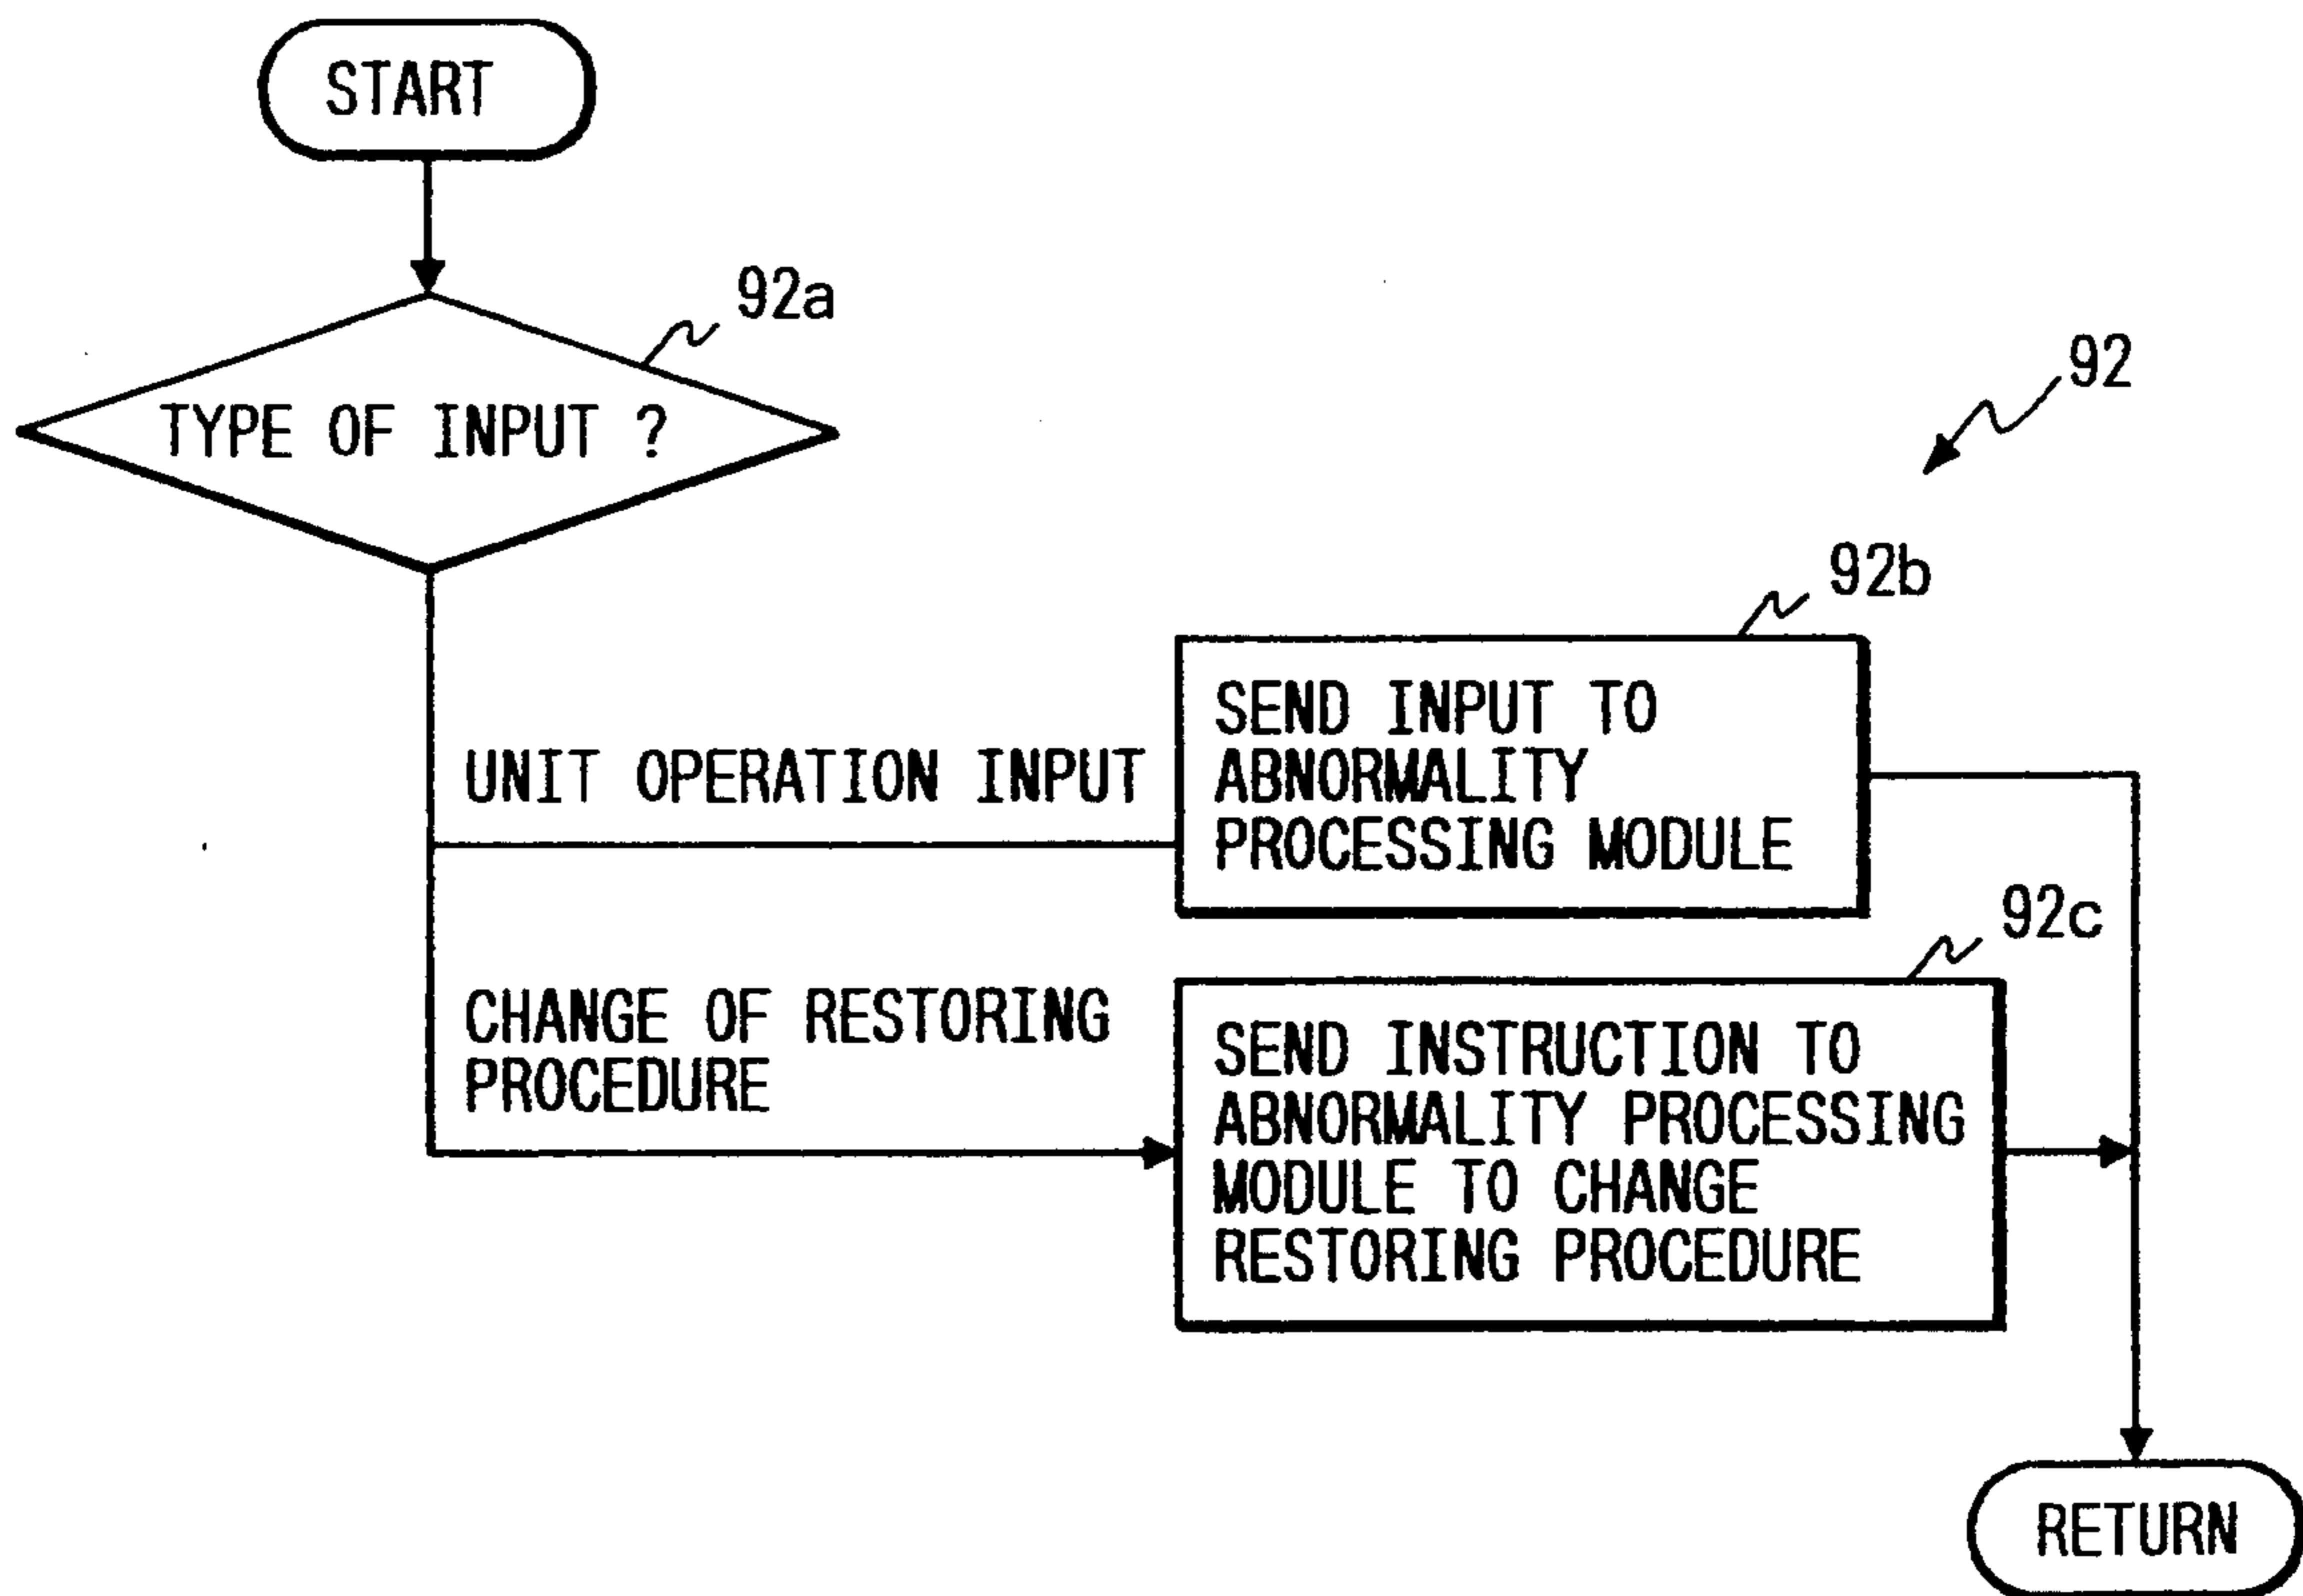 START
92a
TYPE OF INPUT ?
92
92b
UNIT OPERATION INPUT
SEND INPUT TO
ABNORMALITY
PROCESSING MODULE
92c
CHANGE OF RESTORING
PROCEDURE
SEND INSTRUCTION TO
ABNORMALITY PROCESSING
MODULE TO CHANGE
RESTORING PROCEDURE
RETURN